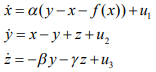 ẋ = α(y - x - f(x)) + u₁
ẏ = x - y + z + u₂
ż = -βy - γz + u₃